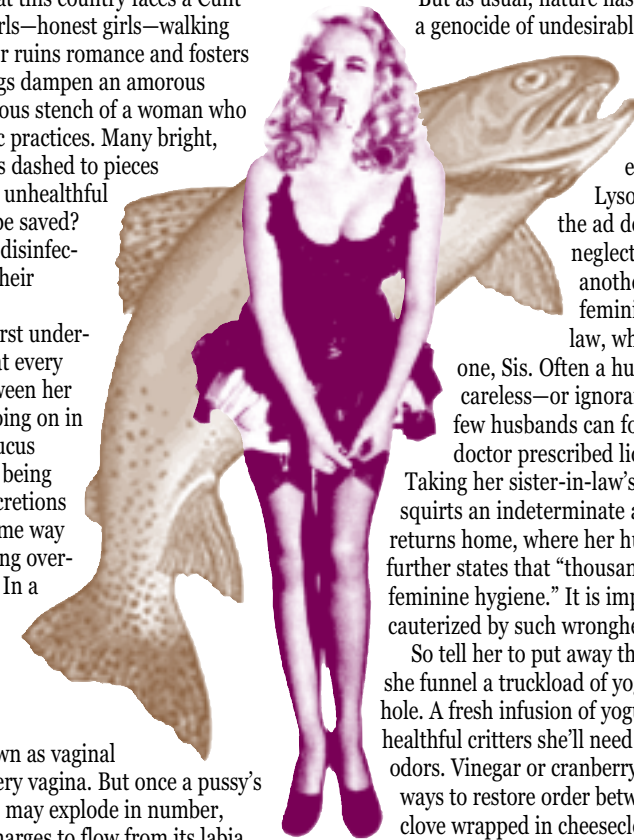 at this country faces a Cunt
rls—honest girls—walking
r ruins romance and fosters
gs dampen an amorous
ous stench of a woman who
c practices. Many bright,
s dashed to pieces
unhealthful
be saved?
disinfec-
heir
rst under-
at every
ween her
oing on in
ucus
being
cretions
me way
ng over-
In a
wn as vaginal
ery vagina. But once a pussy's
may explode in number,
harges to flow from its labia
But as usual, nature has
a genocide of undesirabl
e
Lyso
the ad de
neglect
anothe
femini
law, wh
one, Sis. Often a hu
careless—or ignora
few husbands can fo
doctor prescribed lic
Taking her sister-in-law's
squirts an indeterminate a
returns home, where her hu
further states that “thousan
feminine hygiene.” It is imp
cauterized by such wronghe
So tell her to put away th
she funnel a truckload of yog
hole. A fresh infusion of yogu
healthful critters she'll need
odors. Vinegar or cranberry
ways to restore order betw
clove wrapped in cheesecl